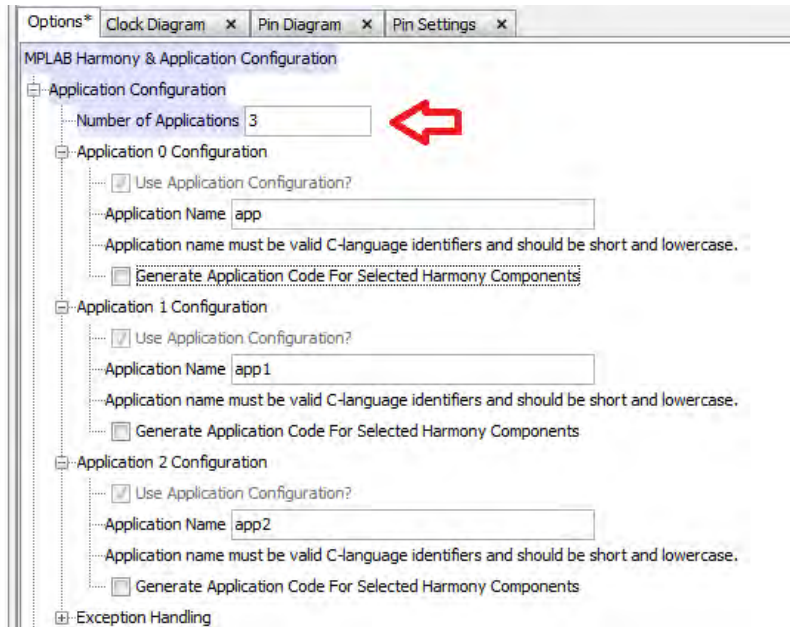 Options* Clock Diagram x Pin Diagram x Pin Settings x
MPLAB Harmony & Application Configuration
Application Configuration
Number of Applications 3
Application 0 Configuration
Use Application Configuration?
Application Name app
Application name must be valid C-language identifiers and should be short and lowercase.
Generate Application Code For Selected Harmony Components
Application 1 Configuration
Use Application Configuration?
Application Name app1
Application name must be valid C-language identifiers and should be short and lowercase.
Generate Application Code For Selected Harmony Components
Application 2 Configuration
Use Application Configuration?
Application Name app2
Application name must be valid C-language identifiers and should be short and lowercase.
Generate Application Code For Selected Harmony Components
Exception Handling